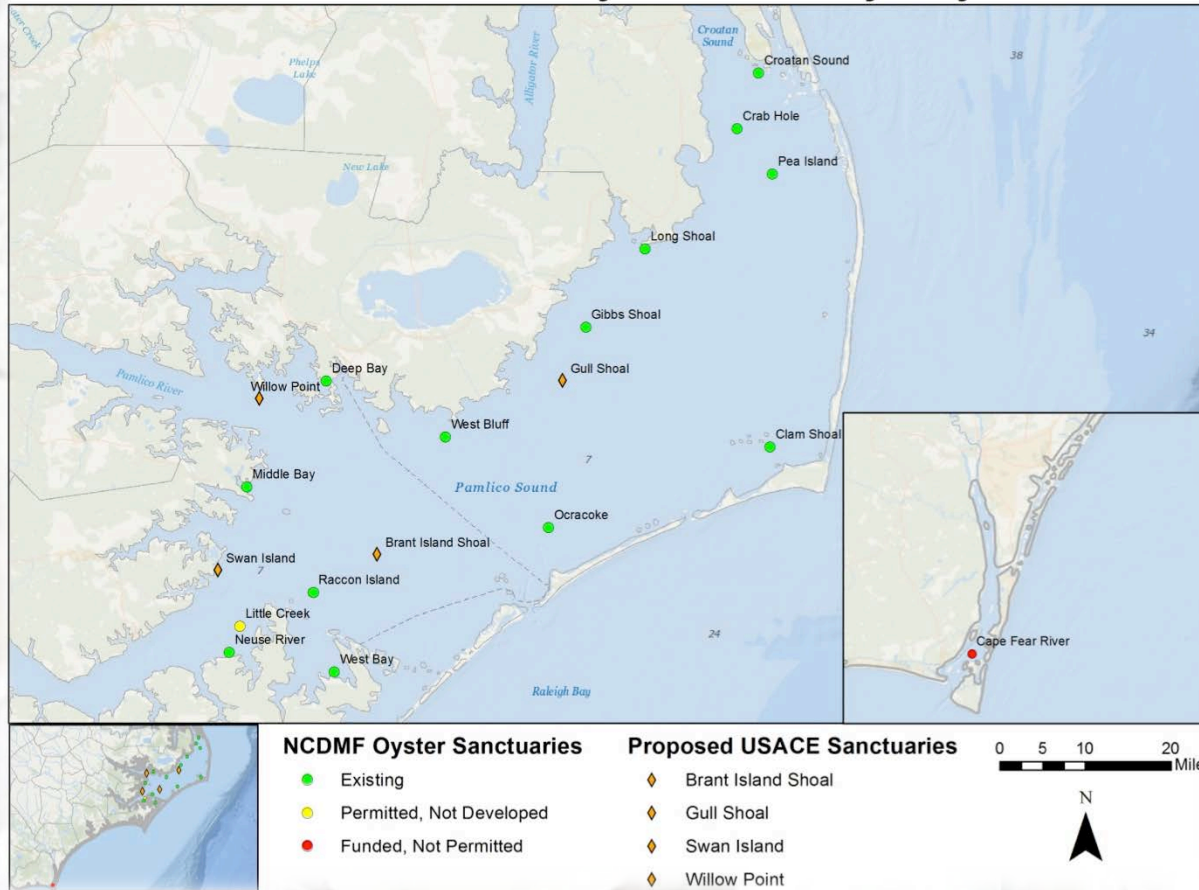 Croatan
Sound
Croatan Sound
38
Phelps
Lake
Alligator River
Crab Hole
Pea Island
New Lake
Long Shoal
Gibbs Shoal
34
Deep Bay
Gull Shoal
Pamlico River
Willow Point
West Bluff
Clam Shoal
7
Middle Bay
Pamlico Sound
Ocracoke
Brant Island Shoal
Swan Island
7
Raccon Island
Little Creek
Neuse River
24
West Bay
Cape Fear River
Raleigh Bay
NCDMF Oyster Sanctuaries
Existing
Permitted, Not Developed
Funded, Not Permitted
Proposed USACE Sanctuaries
Brant Island Shoal
Gull Shoal
Swan Island
Willow Point
0 5 10 20
Mile
N